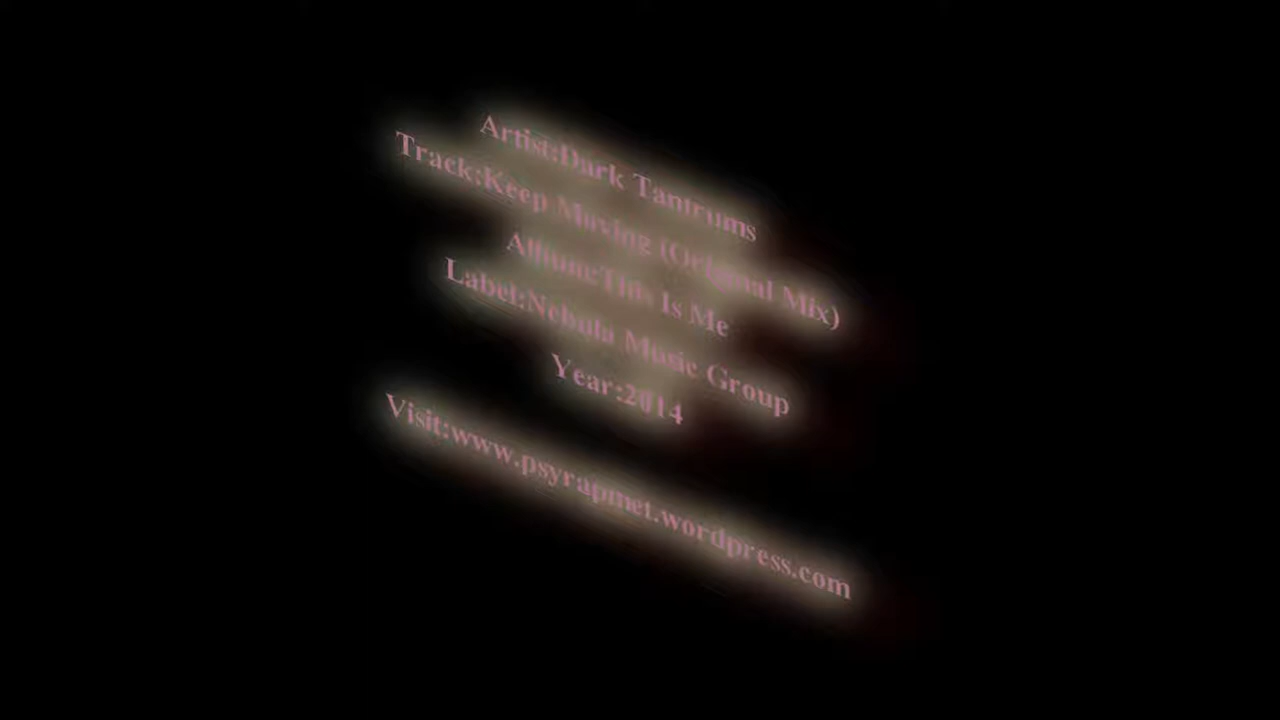 Artist:Dark Tantrums
Track:Keep Moving (Original Mix)
Album:This Is Me
Label:Nebula Music Group
Year:2014
Visit:www.psyrapmet.wordpress.com